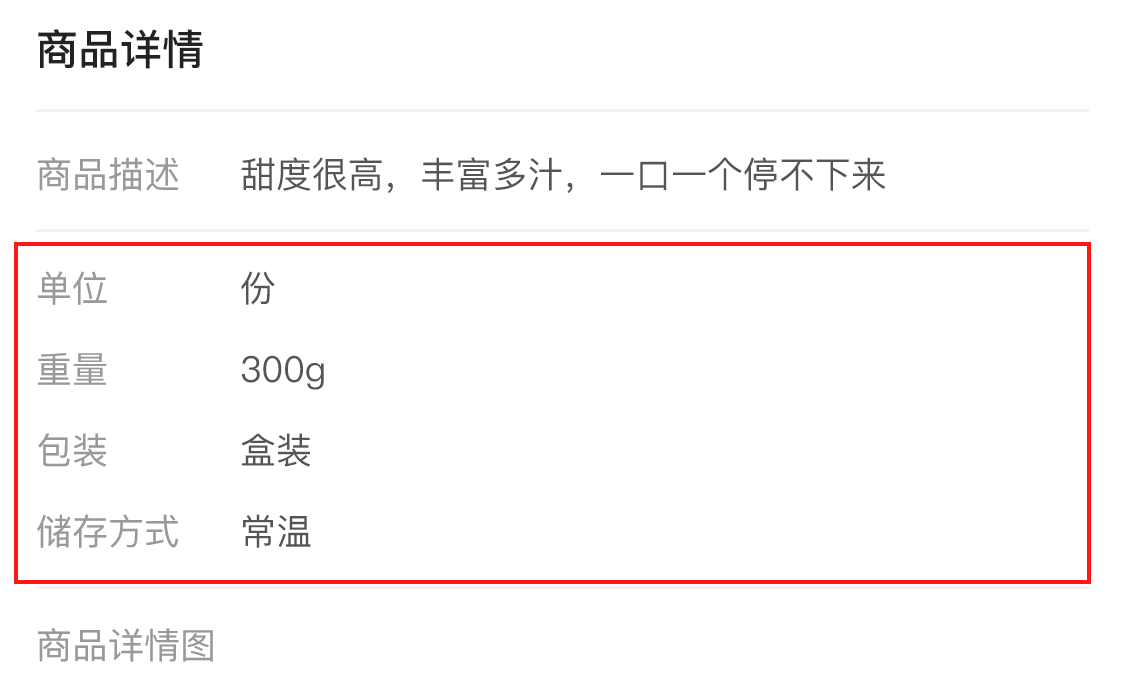 商品详情
商品描述 甜度很高，丰富多汁，一口一个停不下来
单位 份
重量 300g
包装 盒装
储存方式 常温
商品详情图